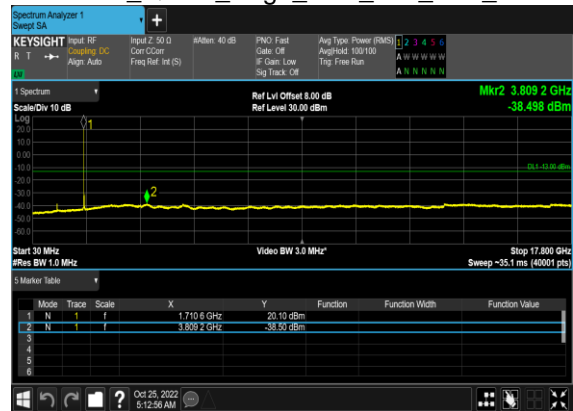 Spectrum Analyzer 1
Swept SA
+
KEYSIGHT Input: RF Input Z: 50 Ω #Atten: 40 dB PNO: Fast Avg Type: Power (RMS) 1 2 3 4 5 6
R T Coupling: DC Corr CCorr Gate: Off Avg|Hold: 100/100 A W W W W W
Align: Auto Freq Ref: Int (S) IF Gain: Low Trig: Free Run
Sig Track: Off A N N N N N
1 Spectrum Ref Lvl Offset 8.00 dB Mkr2 3.809 2 GHz
Scale/Div 10 dB Ref Level 30.00 dBm -38.498 dBm
Log
20.0
10.0
0.00
-10.0
DL1 -13.00 dBm
-20.0
-30.0
-40.0
-50.0
-60.0
1
2
Start 30 MHz Video BW 3.0 MHz* Stop 17.800 GHz
#Res BW 1.0 MHz Sweep ~35.1 ms (40001 pts)
5 Marker Table
Mode Trace Scale X Y Function Function Width Function Value
1 N 1 f 1.710 6 GHz 20.10 dBm
2 N 1 f 3.809 2 GHz -38.50 dBm
3
4
5
6
? Oct 25, 2022
5:12:56 AM